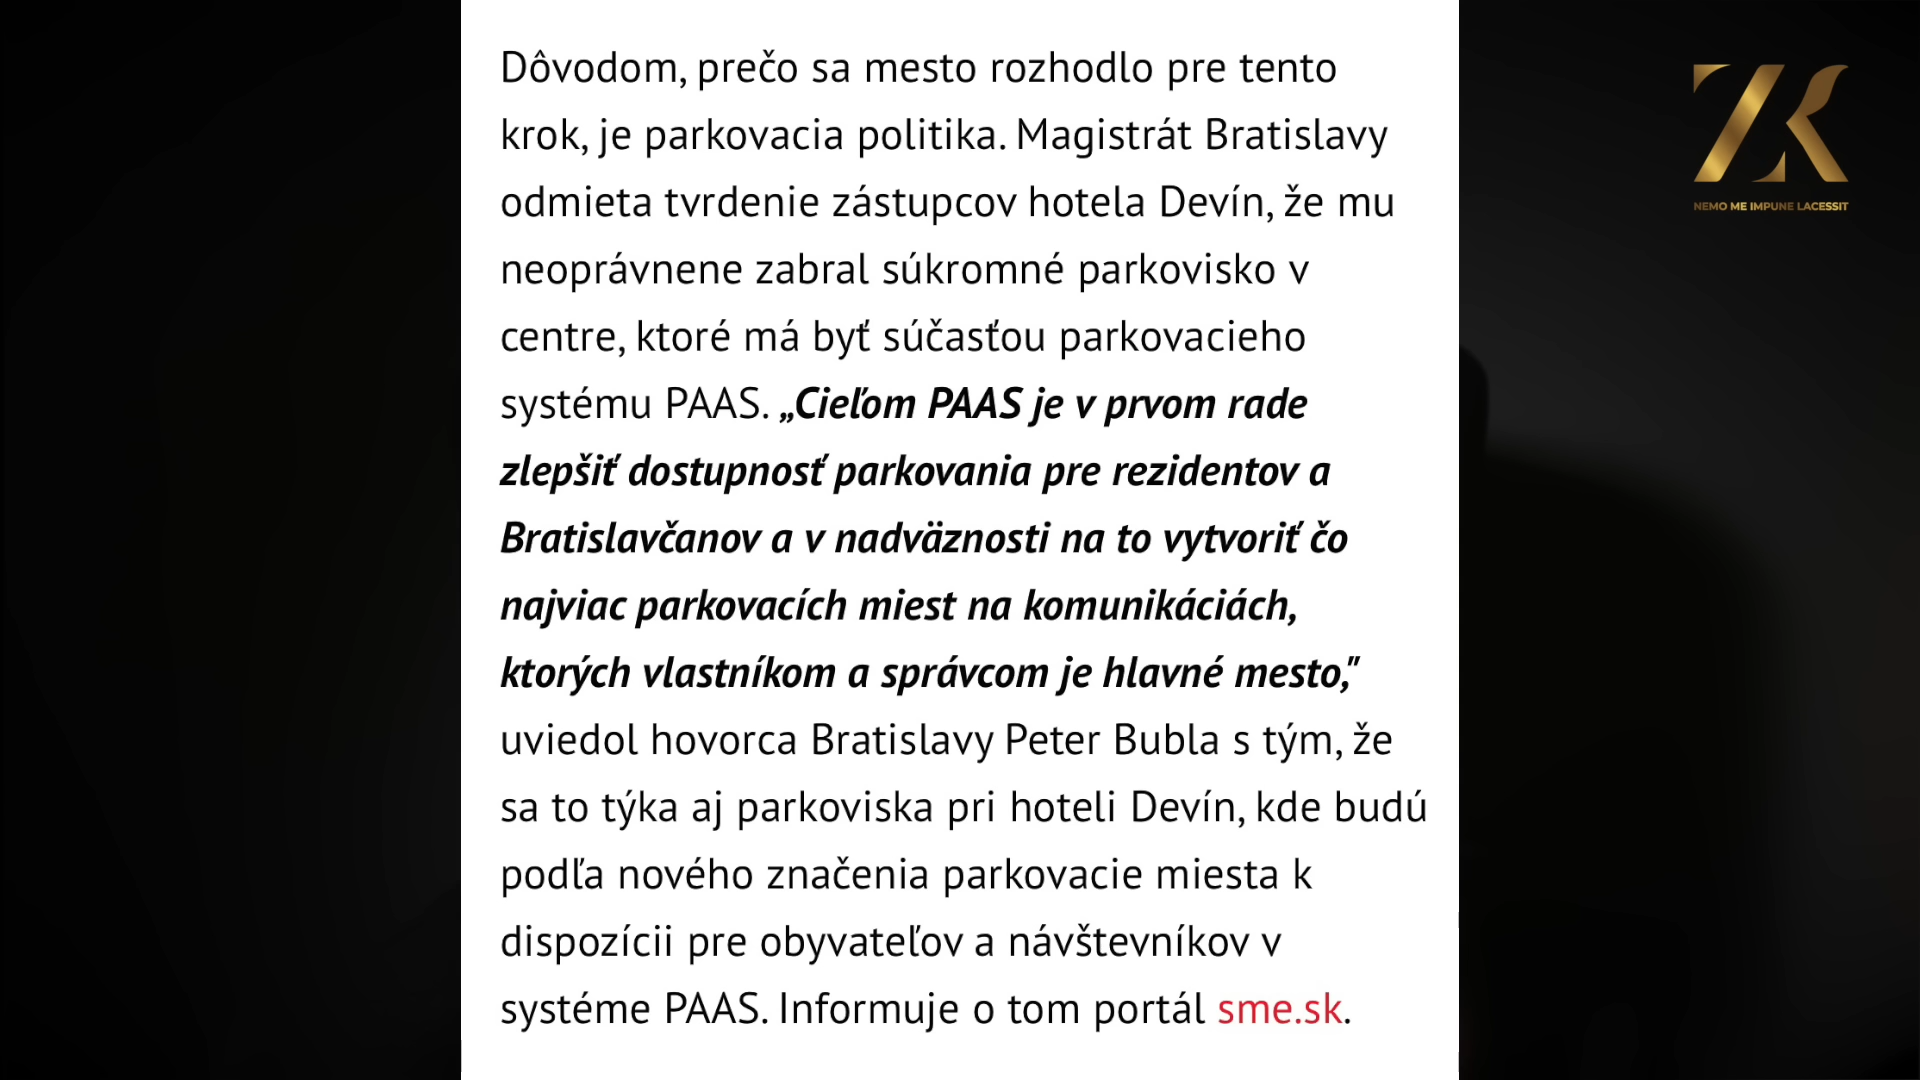 Dôvodom, prečo sa mesto rozhodlo pre tento
krok, je parkovacia politika. Magistrát Bratislavy
odmieta tvrdenie zástupcov hotela Devín, že mu
neoprávnene zabral súkromné parkovisko v
centre, ktoré má byť súčasťou parkovacieho
systému PAAS. „Cieľom PAAS je v prvom rade
zlepšiť dostupnosť parkovania pre rezidentov a
Bratislavčanov a v nadväznosti na to vytvoriť čo
najviac parkovacích miest na komunikáciách,
ktorých vlastníkom a správcom je hlavné mesto,"
uviedol hovorca Bratislavy Peter Bubla s tým, že
sa to týka aj parkoviska pri hoteli Devín, kde budú
podľa nového značenia parkovacie miesta k
dispozícii pre obyvateľov a návštevníkov v
systéme PAAS. Informuje o tom portál sme.sk.
ZK
NEMO ME IMPUNE LACESSIT